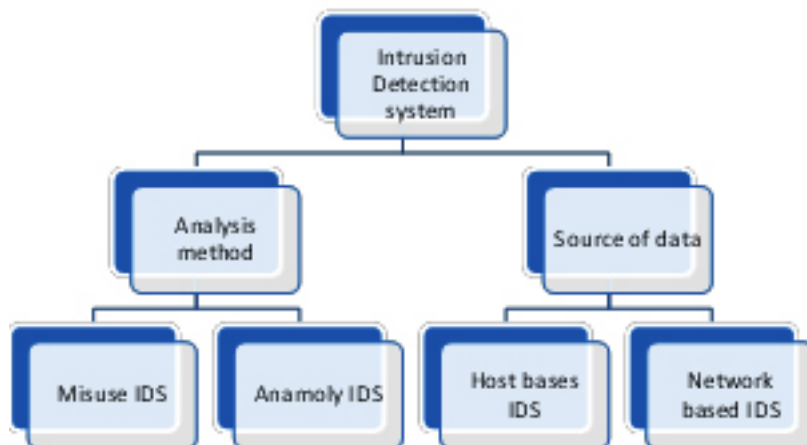 Intrusion
Detection
system
Analysis
method
Source of data
Misuse IDS
Anamoly IDS
Host bases
IDS
Network
based IDS